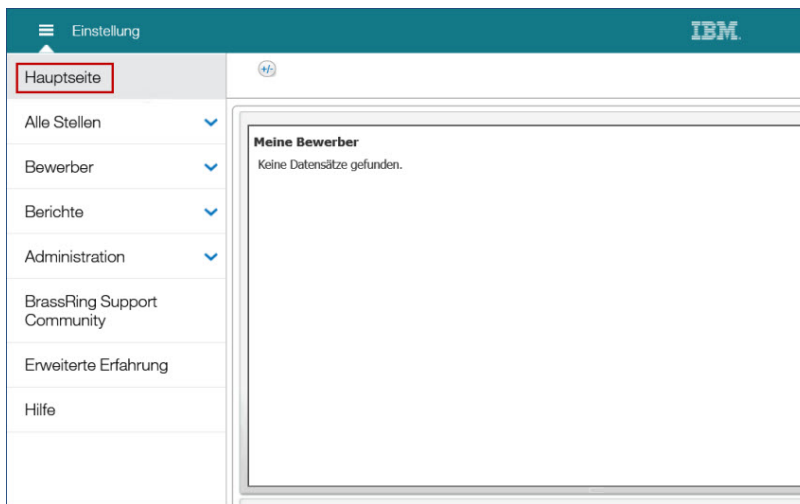 Einstellung
IBM.
Hauptseite
+/-
Alle Stellen
Bewerber
Berichte
Administration
BrassRing Support
Community
Erweiterte Erfahrung
Hilfe
Meine Bewerber
Keine Datensätze gefunden.